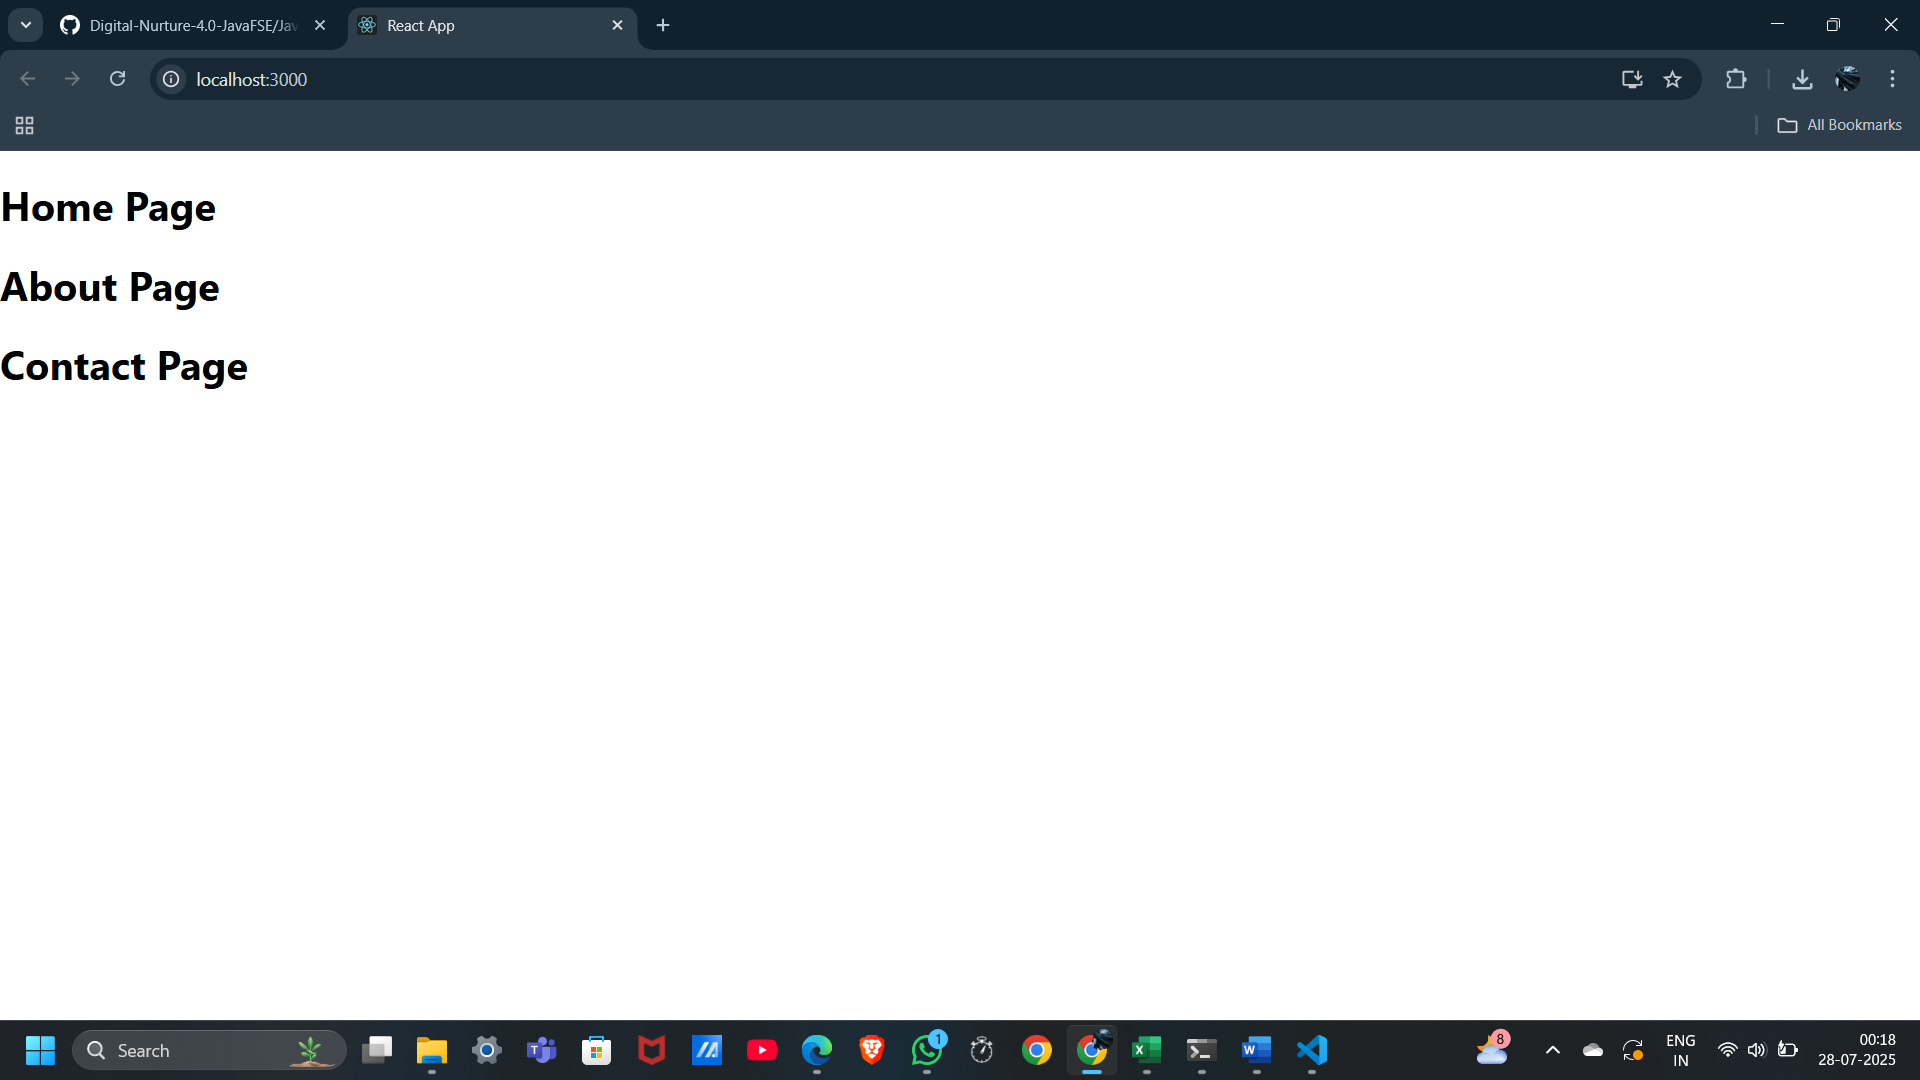 Digital-Nurture-4.0-JavaFSE/Jav
React App
localhost:3000
All Bookmarks
Home Page
About Page
Contact Page
Search
1
8
ENG
IN
00:18
28-07-2025